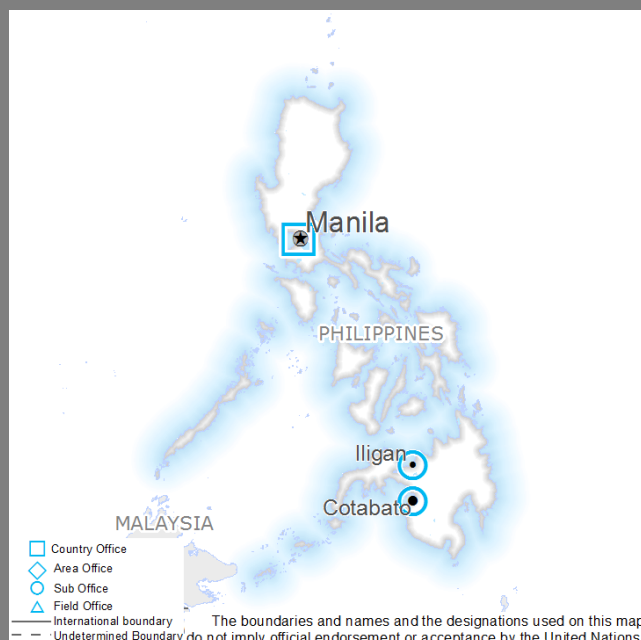 Manila
PHILIPPINES
Iligan
Cotabato
MALAYSIA
Country Office
Area Office
Sub Office
Field Office
International boundary
Undetermined Boundary
The boundaries and names and the designations used on this map
do not imply official endorsement or acceptance by the United Nations